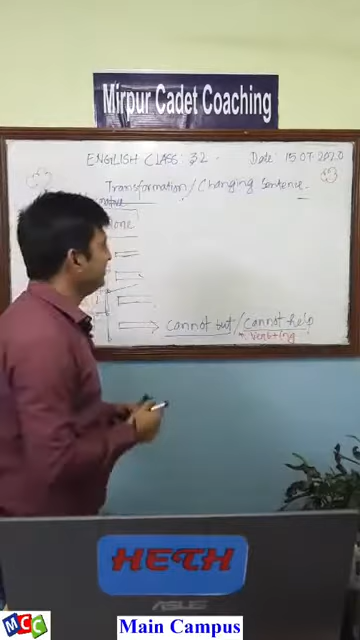 Mirpur Cadet Coaching
ENGLISH CLASS: 32. Date: 15.07.2020
Transformation/Changing Sentence.
Cannot but/Cannot help
verb+ing
HETH
ASUS
MCC Main Campus